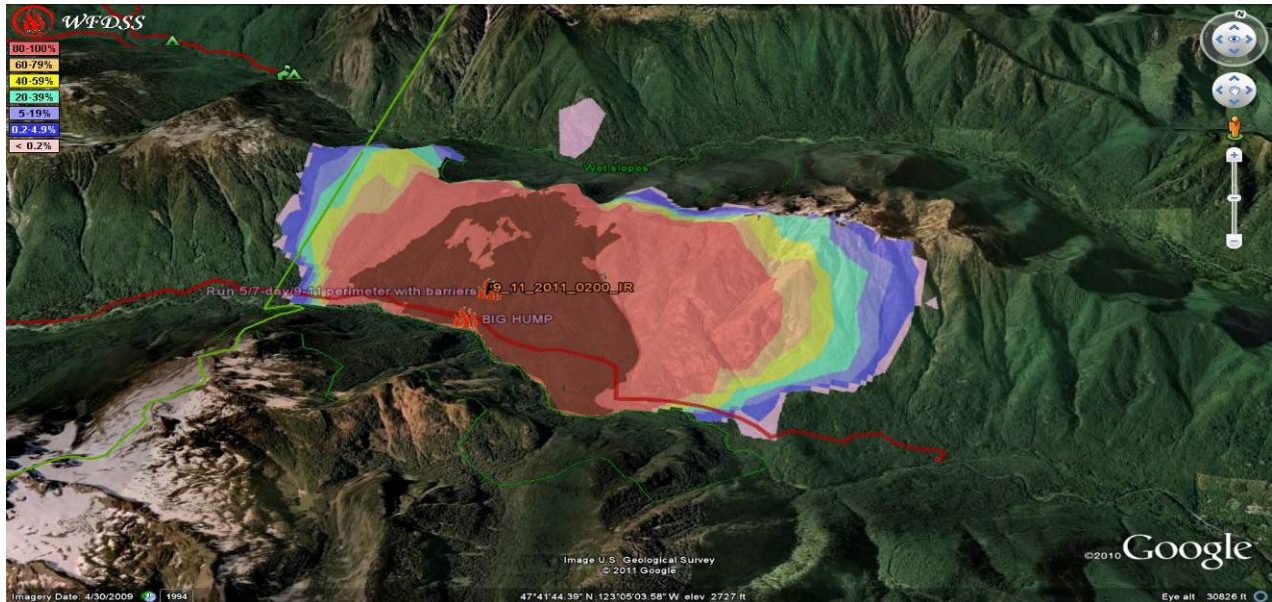 WFDSS
80-100%
60-79%
40-59%
20-39%
5-19%
0.2-4.9%
< 0.2%
N
Wet slopes
Run 5/7-day/9-11 perimeter with barriers
9_11_2011_0200_IR
BIG HUMP
Image U.S. Geological Survey
© 2011 Google
©2010 Google
Imagery Date: 4/30/2009 1994 47°41'44.39" N 123°05'03.58" W elev 2727 ft Eye alt 30826 ft